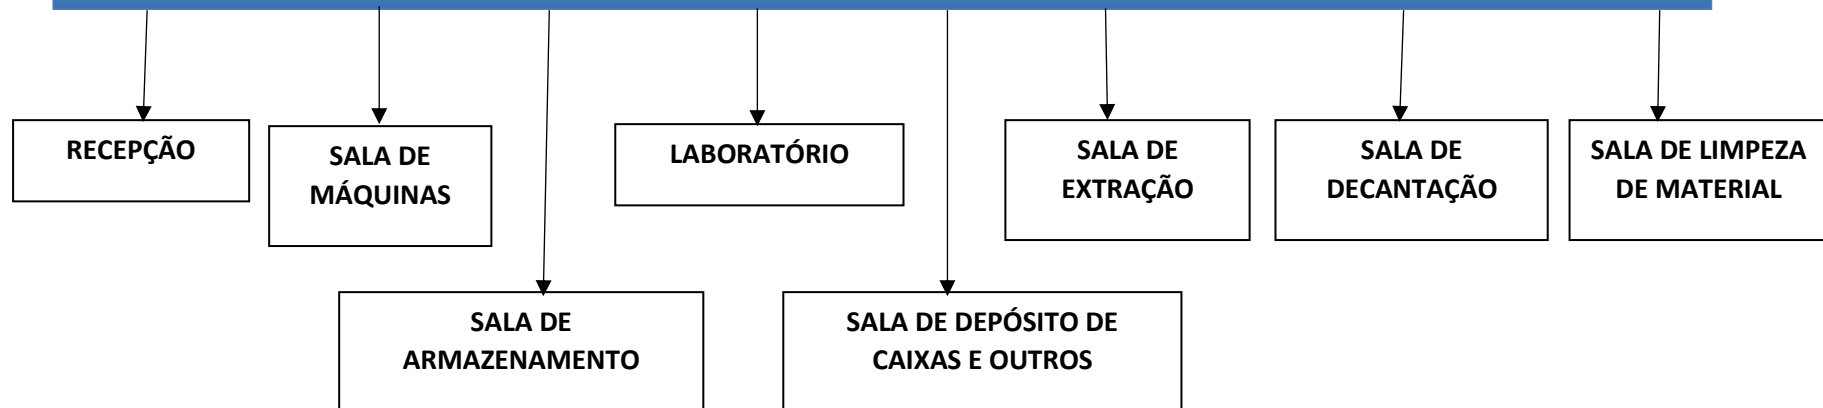 RECEPÇÃO
SALA DE
MÁQUINAS
LABORATÓRIO
SALA DE
EXTRAÇÃO
SALA DE
DECANTAÇÃO
SALA DE LIMPEZA
DE MATERIAL
SALA DE
ARMAZENAMENTO
SALA DE DEPÓSITO DE
CAIXAS E OUTROS